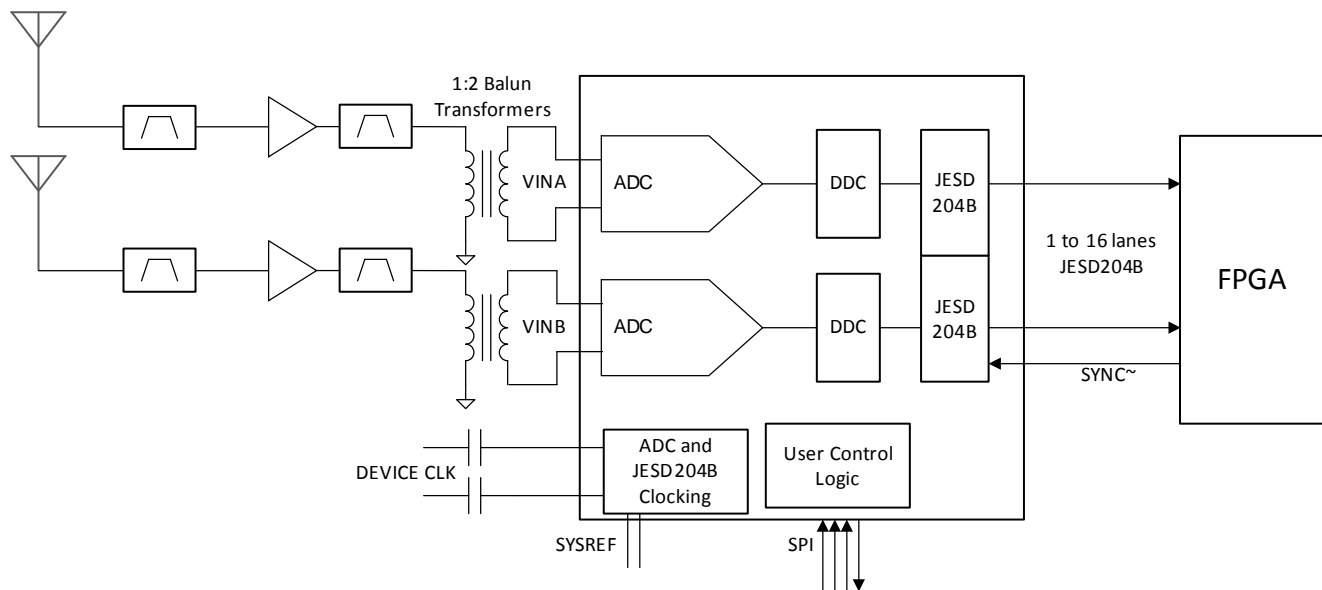 1:2 Balun
Transformers
VINA
ADC
DDC
JESD
204B
1 to 16 lanes
JESD204B
FPGA
VINB
ADC
DDC
JESD
204B
SYNC~
DEVICE CLK
ADC and
JESD204B
Clocking
User Control
Logic
SYSREF
SPI